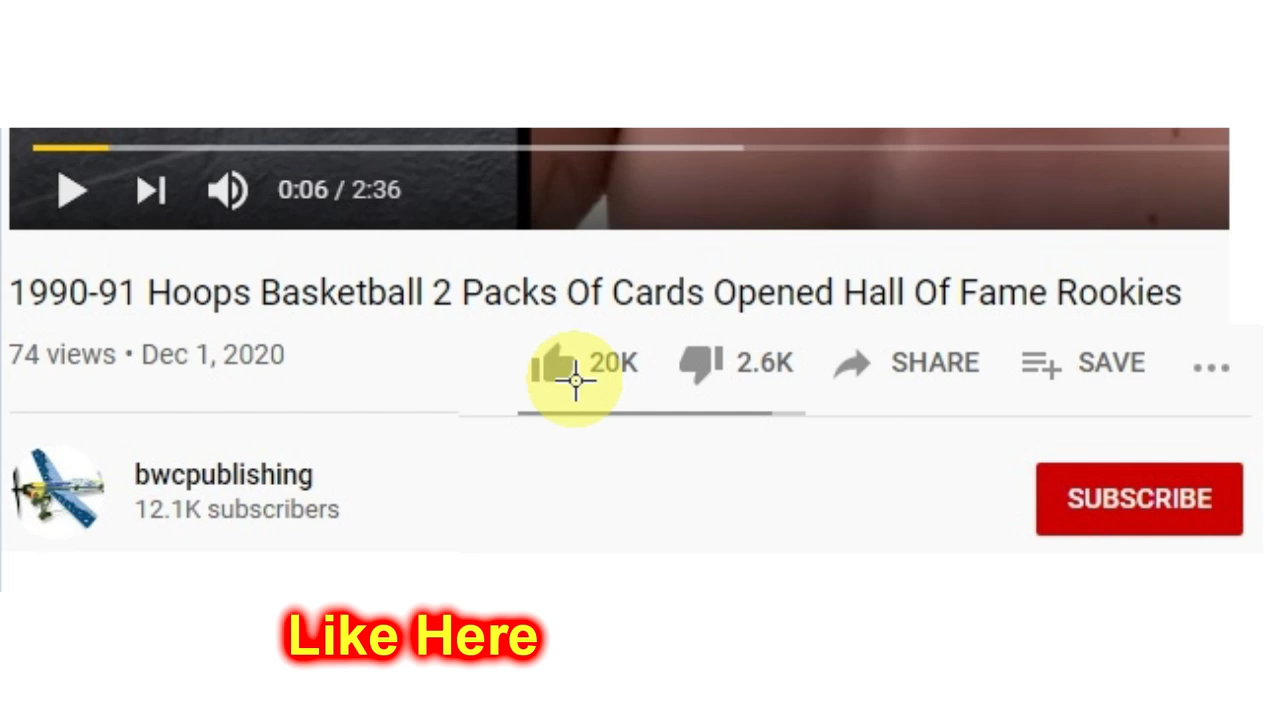 0:06 / 2:36
1990-91 Hoops Basketball 2 Packs Of Cards Opened Hall Of Fame Rookies
74 views • Dec 1, 2020
20K 2.6K SHARE SAVE
bwcpublishing
12.1K subscribers
SUBSCRIBE
Like Here